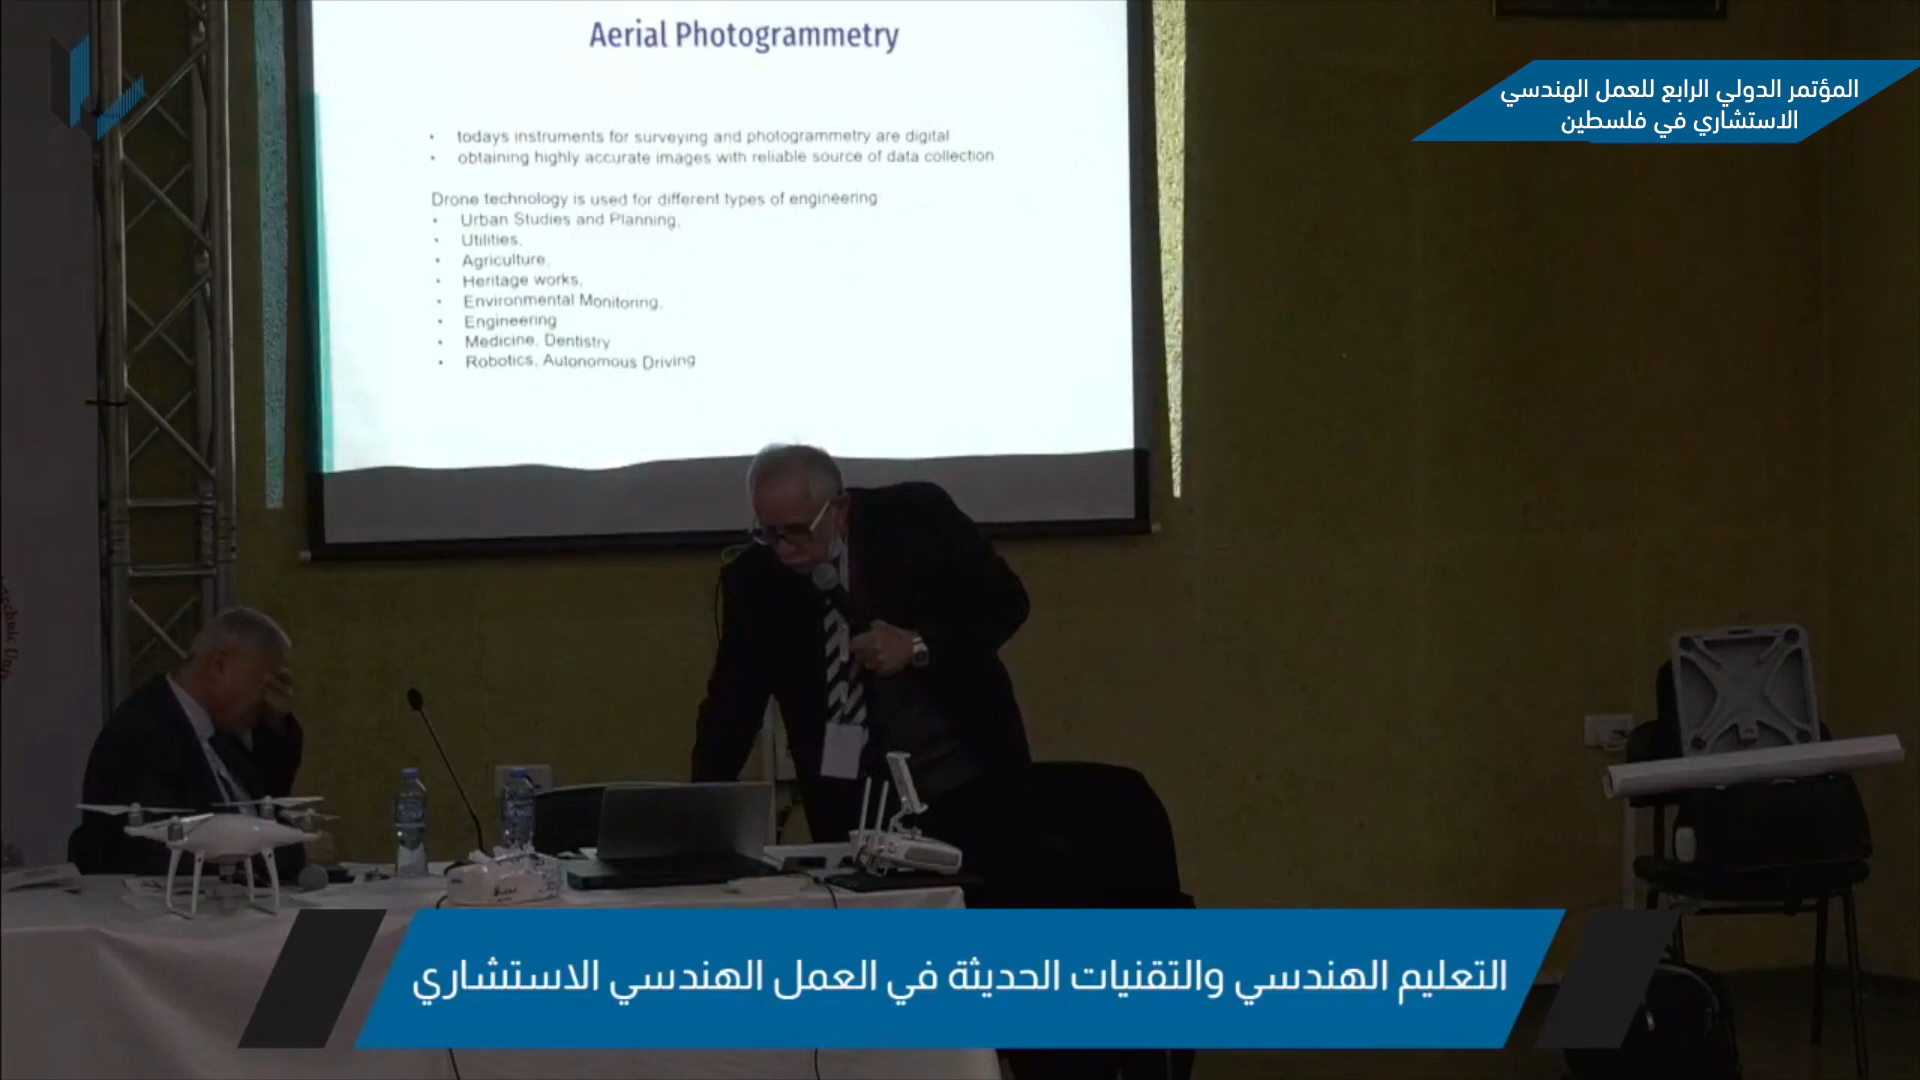 Aerial Photogrammetry
المؤتمر الدولي الرابع للعمل الهندسي
الاستشاري في فلسطين
• todays instruments for surveying and photogrammetry are digital
• obtaining highly accurate images with reliable source of data collection
Drone technology is used for different types of engineering
• Urban Studies and Planning,
• Utilities,
• Agriculture,
• Heritage works,
• Environmental Monitoring,
• Engineering
• Medicine, Dentistry
• Robotics, Autonomous Driving
التعليم الهندسي والتقنيات الحديثة في العمل الهندسي الاستشاري